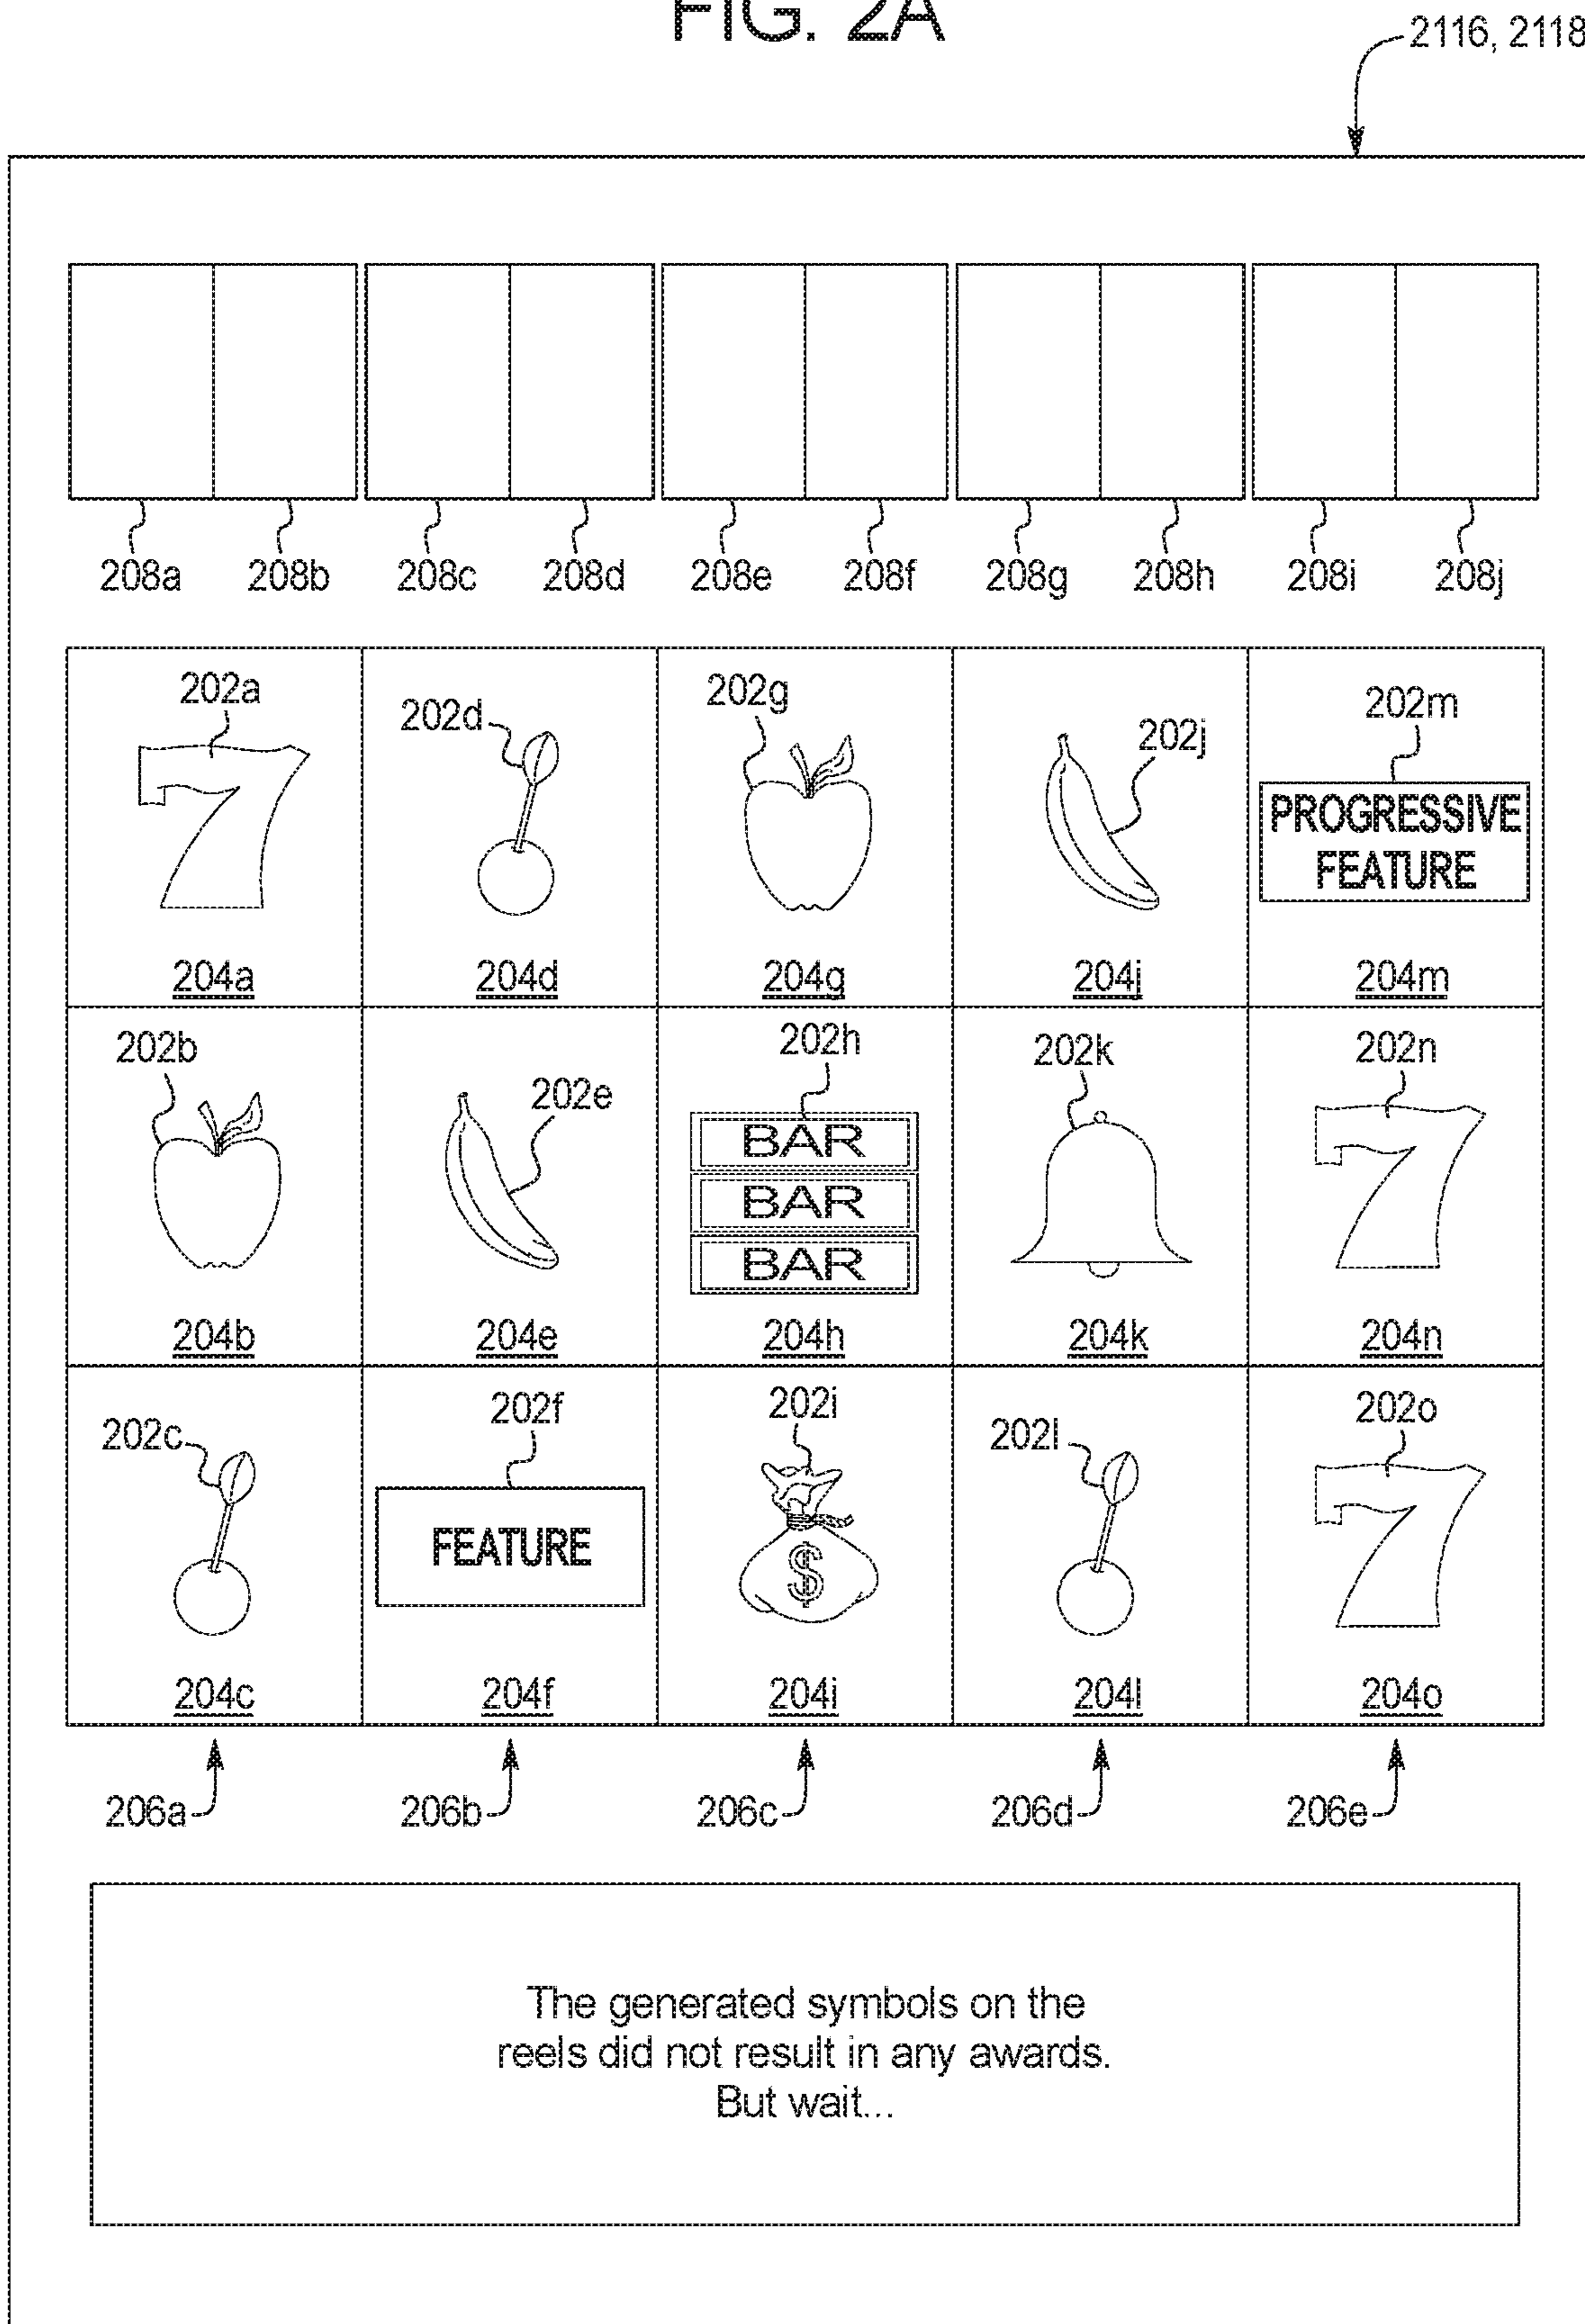 FIG. 2A
2116, 2118
208a 208b 208c 208d 208e 208f 208g 208h 208i 208j
202a 202d 202g 202j 202m
PROGRESSIVE
FEATURE
204a 204d 204g 204j 204m
202b 202e 202h 202k 202n
BAR
BAR
BAR
204b 204e 204h 204k 204n
202c 202f 202i 202l 202o
FEATURE
$
204c 204f 204i 204l 204o
206a 206b 206c 206d 206e
The generated symbols on the
reels did not result in any awards.
But wait...